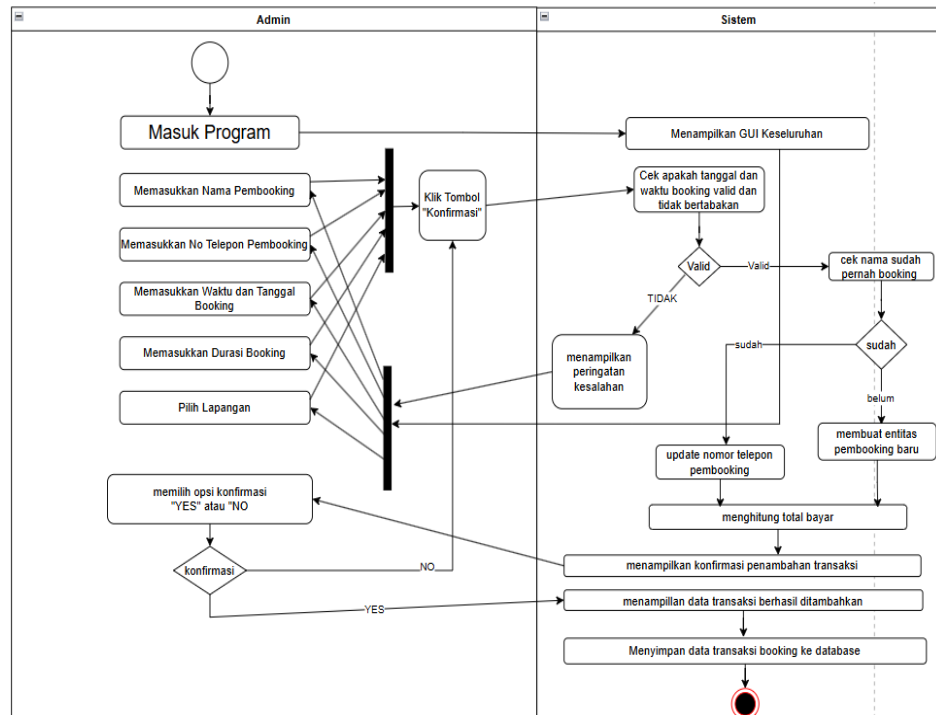 Admin
Sistem
Masuk Program
Menampilkan GUI Keseluruhan
Memasukkan Nama Pembooking
Klik Tombol
"Konfirmasi"
Cek apakah tanggal dan
waktu booking valid dan
tidak bertabakan
Memasukkan No Telepon Pembooking
Valid
Valid
cek nama sudah
pernah booking
Memasukkan Waktu dan Tanggal
Booking
TIDAK
Memasukkan Durasi Booking
menampilkan
peringatan
kesalahan
sudah
sudah
Pilih Lapangan
belum
update nomor telepon
pembooking
membuat entitas
pembooking baru
memilih opsi konfirmasi
"YES" atau "NO
menghitung total bayar
konfirmasi
NO
menampilkan konfirmasi penambahan transaksi
YES
menampillan data transaksi berhasil ditambahkan
Menyimpan data transaksi booking ke database